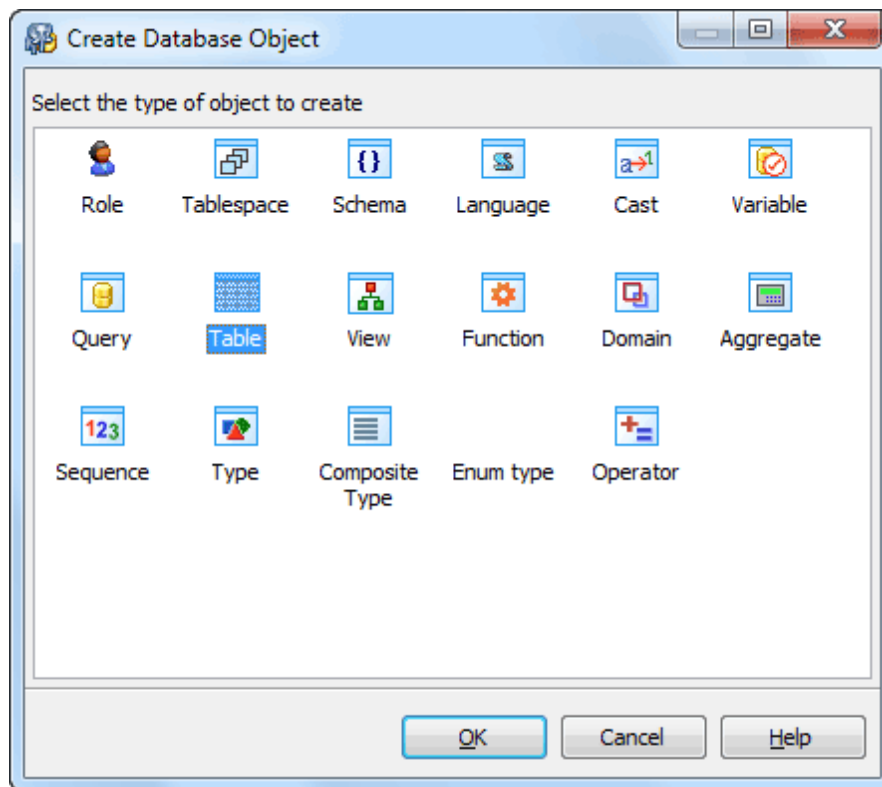 Create Database Object
Select the type of object to create
Role Tablespace Schema Language Cast Variable
Query Table View Function Domain Aggregate
Sequence Type Composite Type Enum type Operator
OK Cancel Help